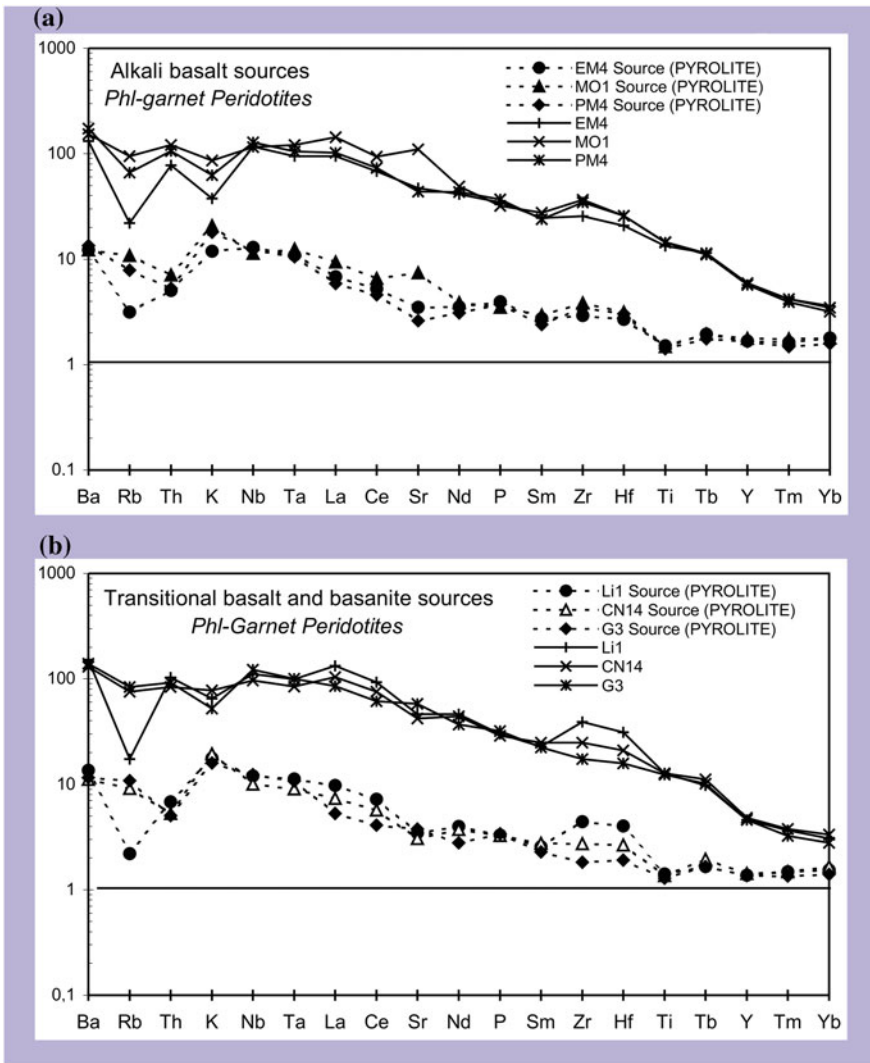 (a)
1000
100
10
1
0.1
Alkali basalt sources
Phl-garnet Peridotites
EM4 Source (PYROLITE)
MO1 Source (PYROLITE)
PM4 Source (PYROLITE)
EM4
MO1
PM4
Ba Rb Th K Nb Ta La Ce Sr Nd P Sm Zr Hf Ti Tb Y Tm Yb
(b)
1000
100
10
1
0,1
Transitional basalt and basanite sources
Phl-Garnet Peridotites
Li1 Source (PYROLITE)
CN14 Source (PYROLITE)
G3 Source (PYROLITE)
Li1
CN14
G3
Ba Rb Th K Nb Ta La Ce Sr Nd P Sm Zr Hf Ti Tb Y Tm Yb